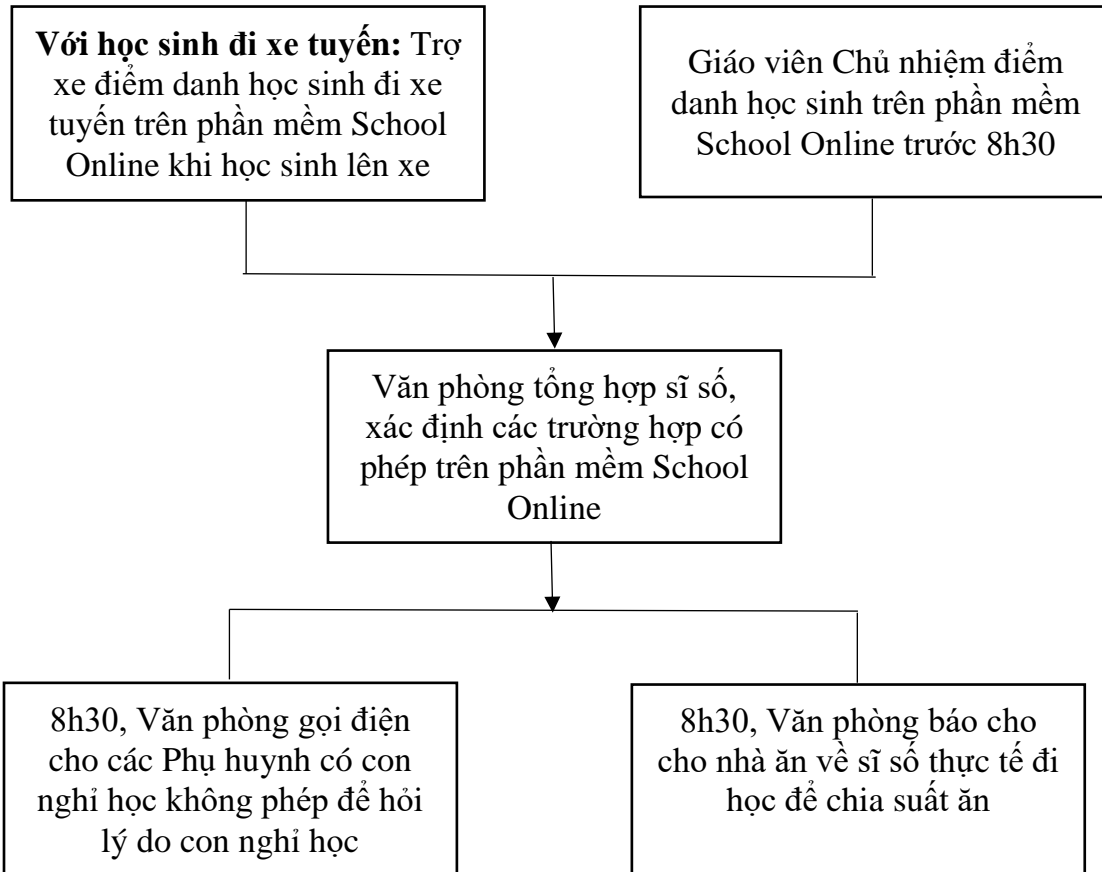 Với học sinh đi xe tuyến: Trợ
xe điểm danh học sinh đi xe
tuyến trên phần mềm School
Online khi học sinh lên xe
Giáo viên Chủ nhiệm điểm
danh học sinh trên phần mềm
School Online trước 8h30
Văn phòng tổng hợp sĩ số,
xác định các trường hợp có
phép trên phần mềm School
Online
8h30, Văn phòng gọi điện
cho các Phụ huynh có con
nghỉ học không phép để hỏi
lý do con nghỉ học
8h30, Văn phòng báo cho
cho nhà ăn về sĩ số thực tế đi
học để chia suất ăn